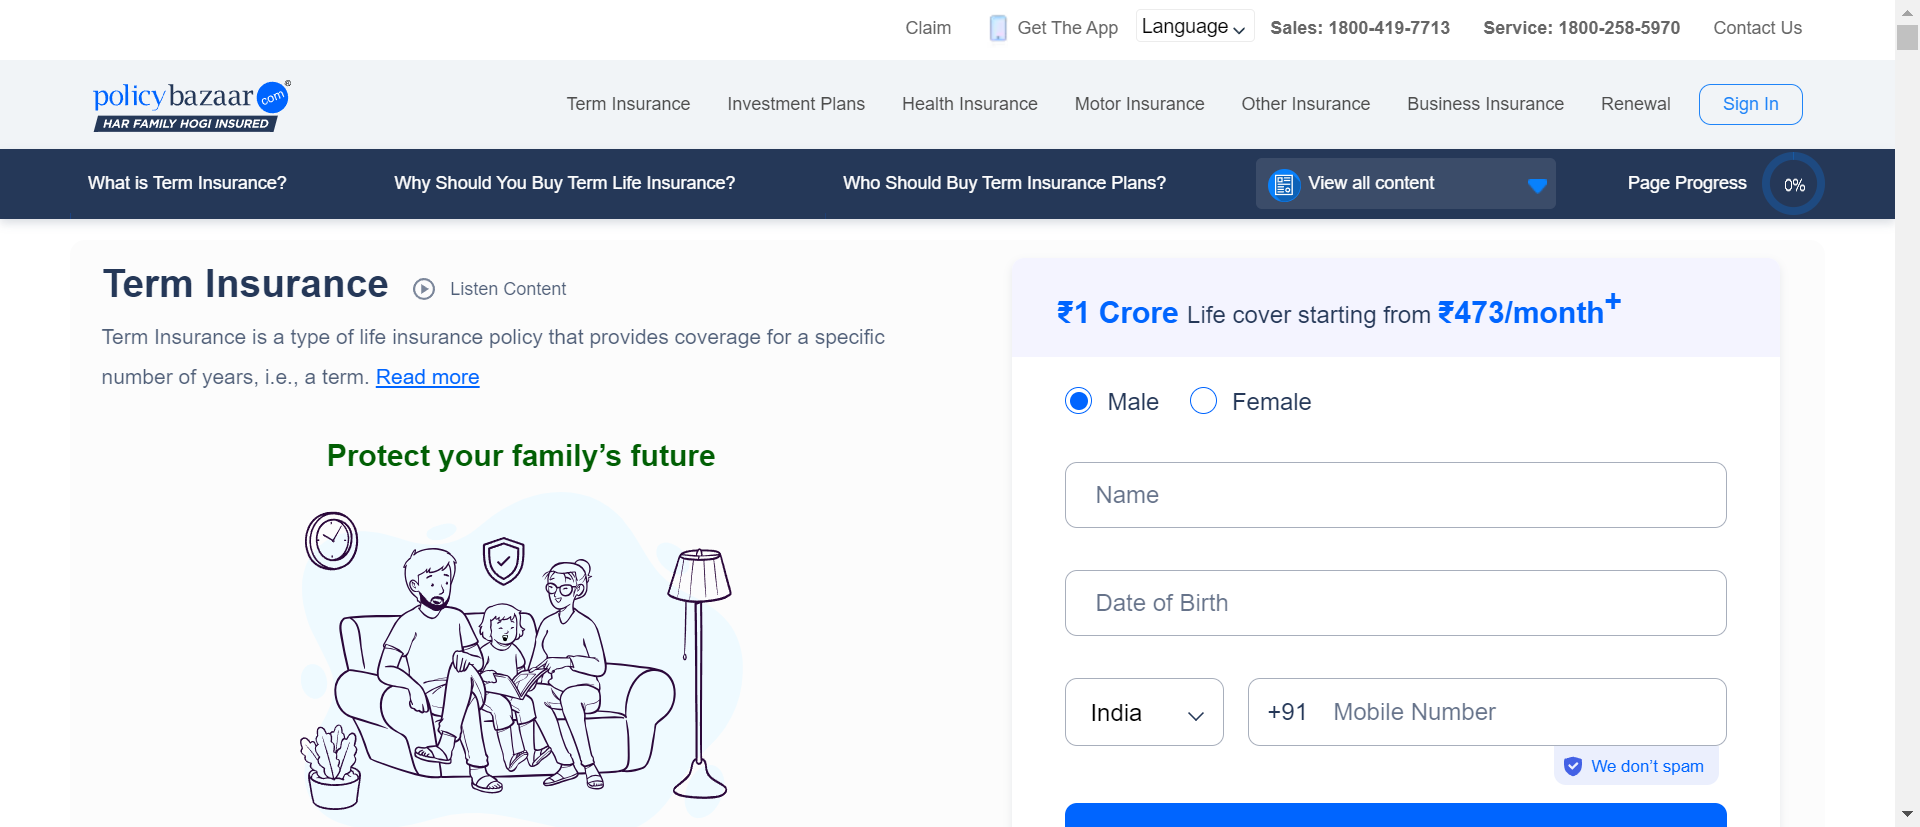 Claim Get The App Language Sales: 1800-419-7713 Service: 1800-258-5970 Contact Us
policybazaar.com®
HAR FAMILY HOGI INSURED
Term Insurance Investment Plans Health Insurance Motor Insurance Other Insurance Business Insurance Renewal Sign In
What is Term Insurance? Why Should You Buy Term Life Insurance? Who Should Buy Term Insurance Plans? View all content Page Progress 0%
Term Insurance Listen Content
Term Insurance is a type of life insurance policy that provides coverage for a specific
number of years, i.e., a term. Read more
Protect your family’s future
₹1 Crore Life cover starting from ₹473/month+
Male Female
Name
Date of Birth
India +91 Mobile Number
We don’t spam